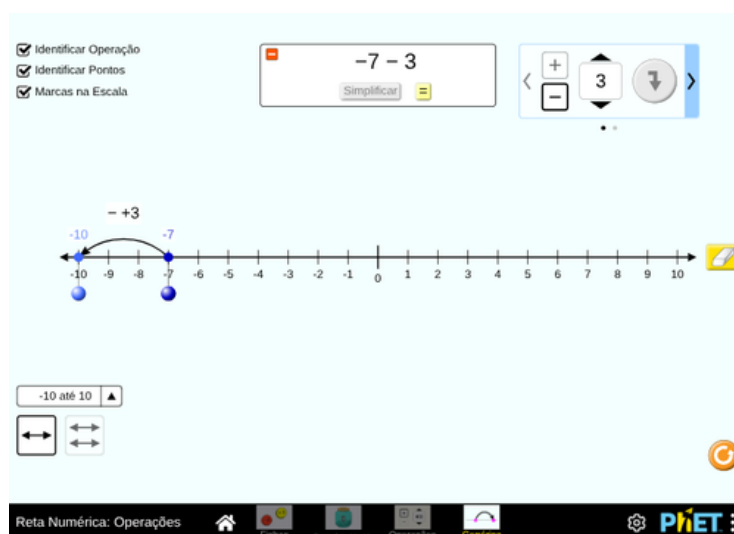 Identificar Operação
Identificar Pontos
Marcas na Escala
−7 − 3
Simplificar =
+
−
3
− +3
-10 -7
-10 -9 -8 -7 -6 -5 -4 -3 -2 -1 0 1 2 3 4 5 6 7 8 9 10
-10 até 10
Reta Numérica: Operações
PhET